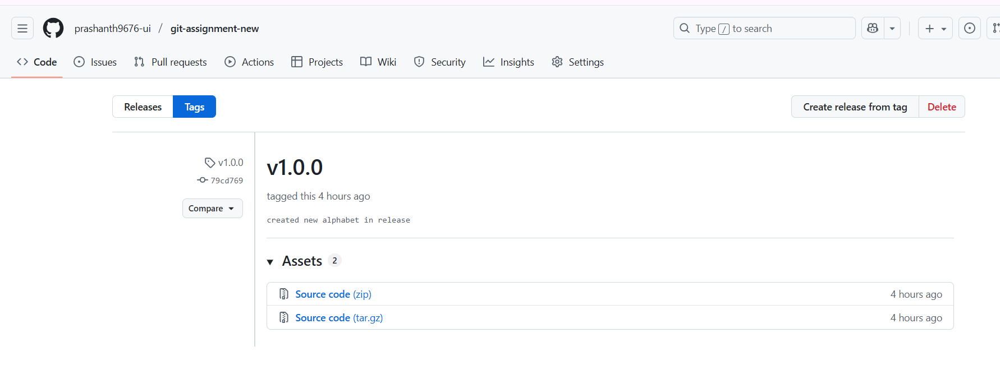 prashanth9676-ui / git-assignment-new
Type / to search
Code Issues Pull requests Actions Projects Wiki Security Insights Settings
Releases Tags
Create release from tag Delete
v1.0.0
79cd769
Compare
v1.0.0
tagged this 4 hours ago
created new alphabet in release
Assets 2
Source code (zip) 4 hours ago
Source code (tar.gz) 4 hours ago